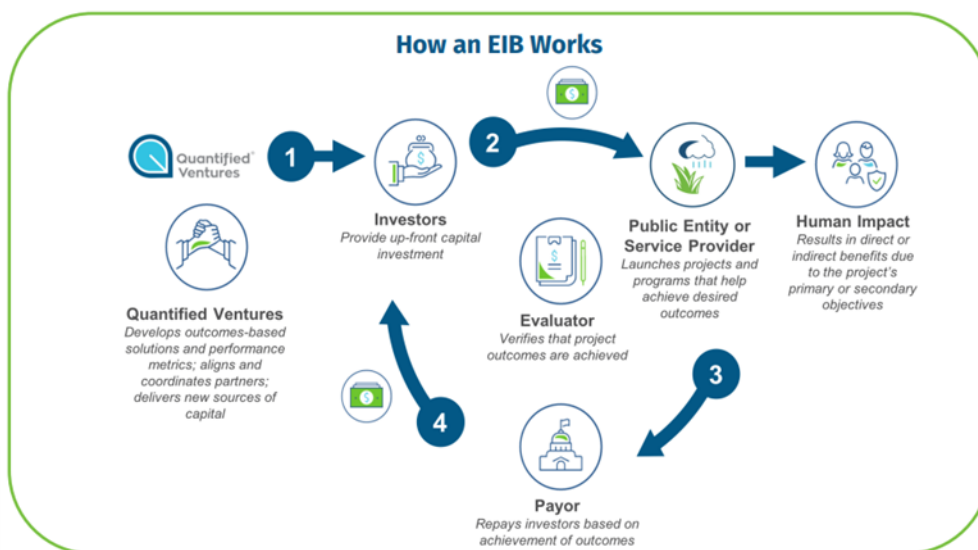 How an EIB Works
Quantified®
Ventures
1
2
Investors
Provide up-front capital
investment
Public Entity or
Service Provider
Launches projects and
programs that help
achieve desired
outcomes
Human Impact
Results in direct or
indirect benefits due
to the project's
primary or secondary
objectives
Quantified Ventures
Develops outcomes-based
solutions and performance
metrics; aligns and
coordinates partners;
delivers new sources of
capital
Evaluator
Verifies that project
outcomes are achieved
3
4
Payor
Repays investors based on
achievement of outcomes